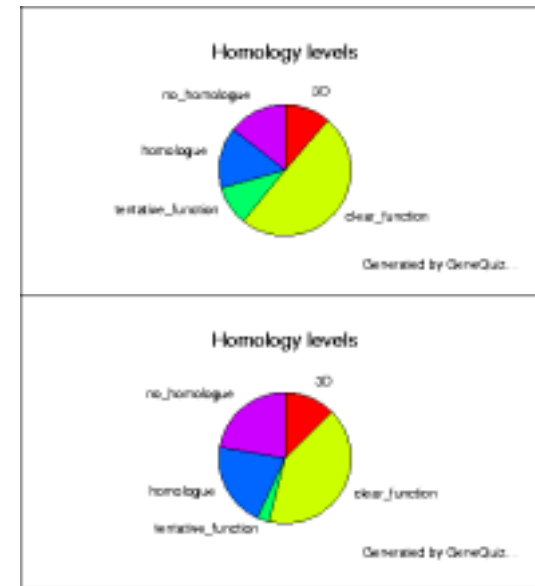 Homology levels
3D
no_homologue
homologue
tentative_function
clear_function
Generated by GeneQuiz...
Homology levels
3D
no_homologue
homologue
clear_function
tentative_function
Generated by GeneQuiz...